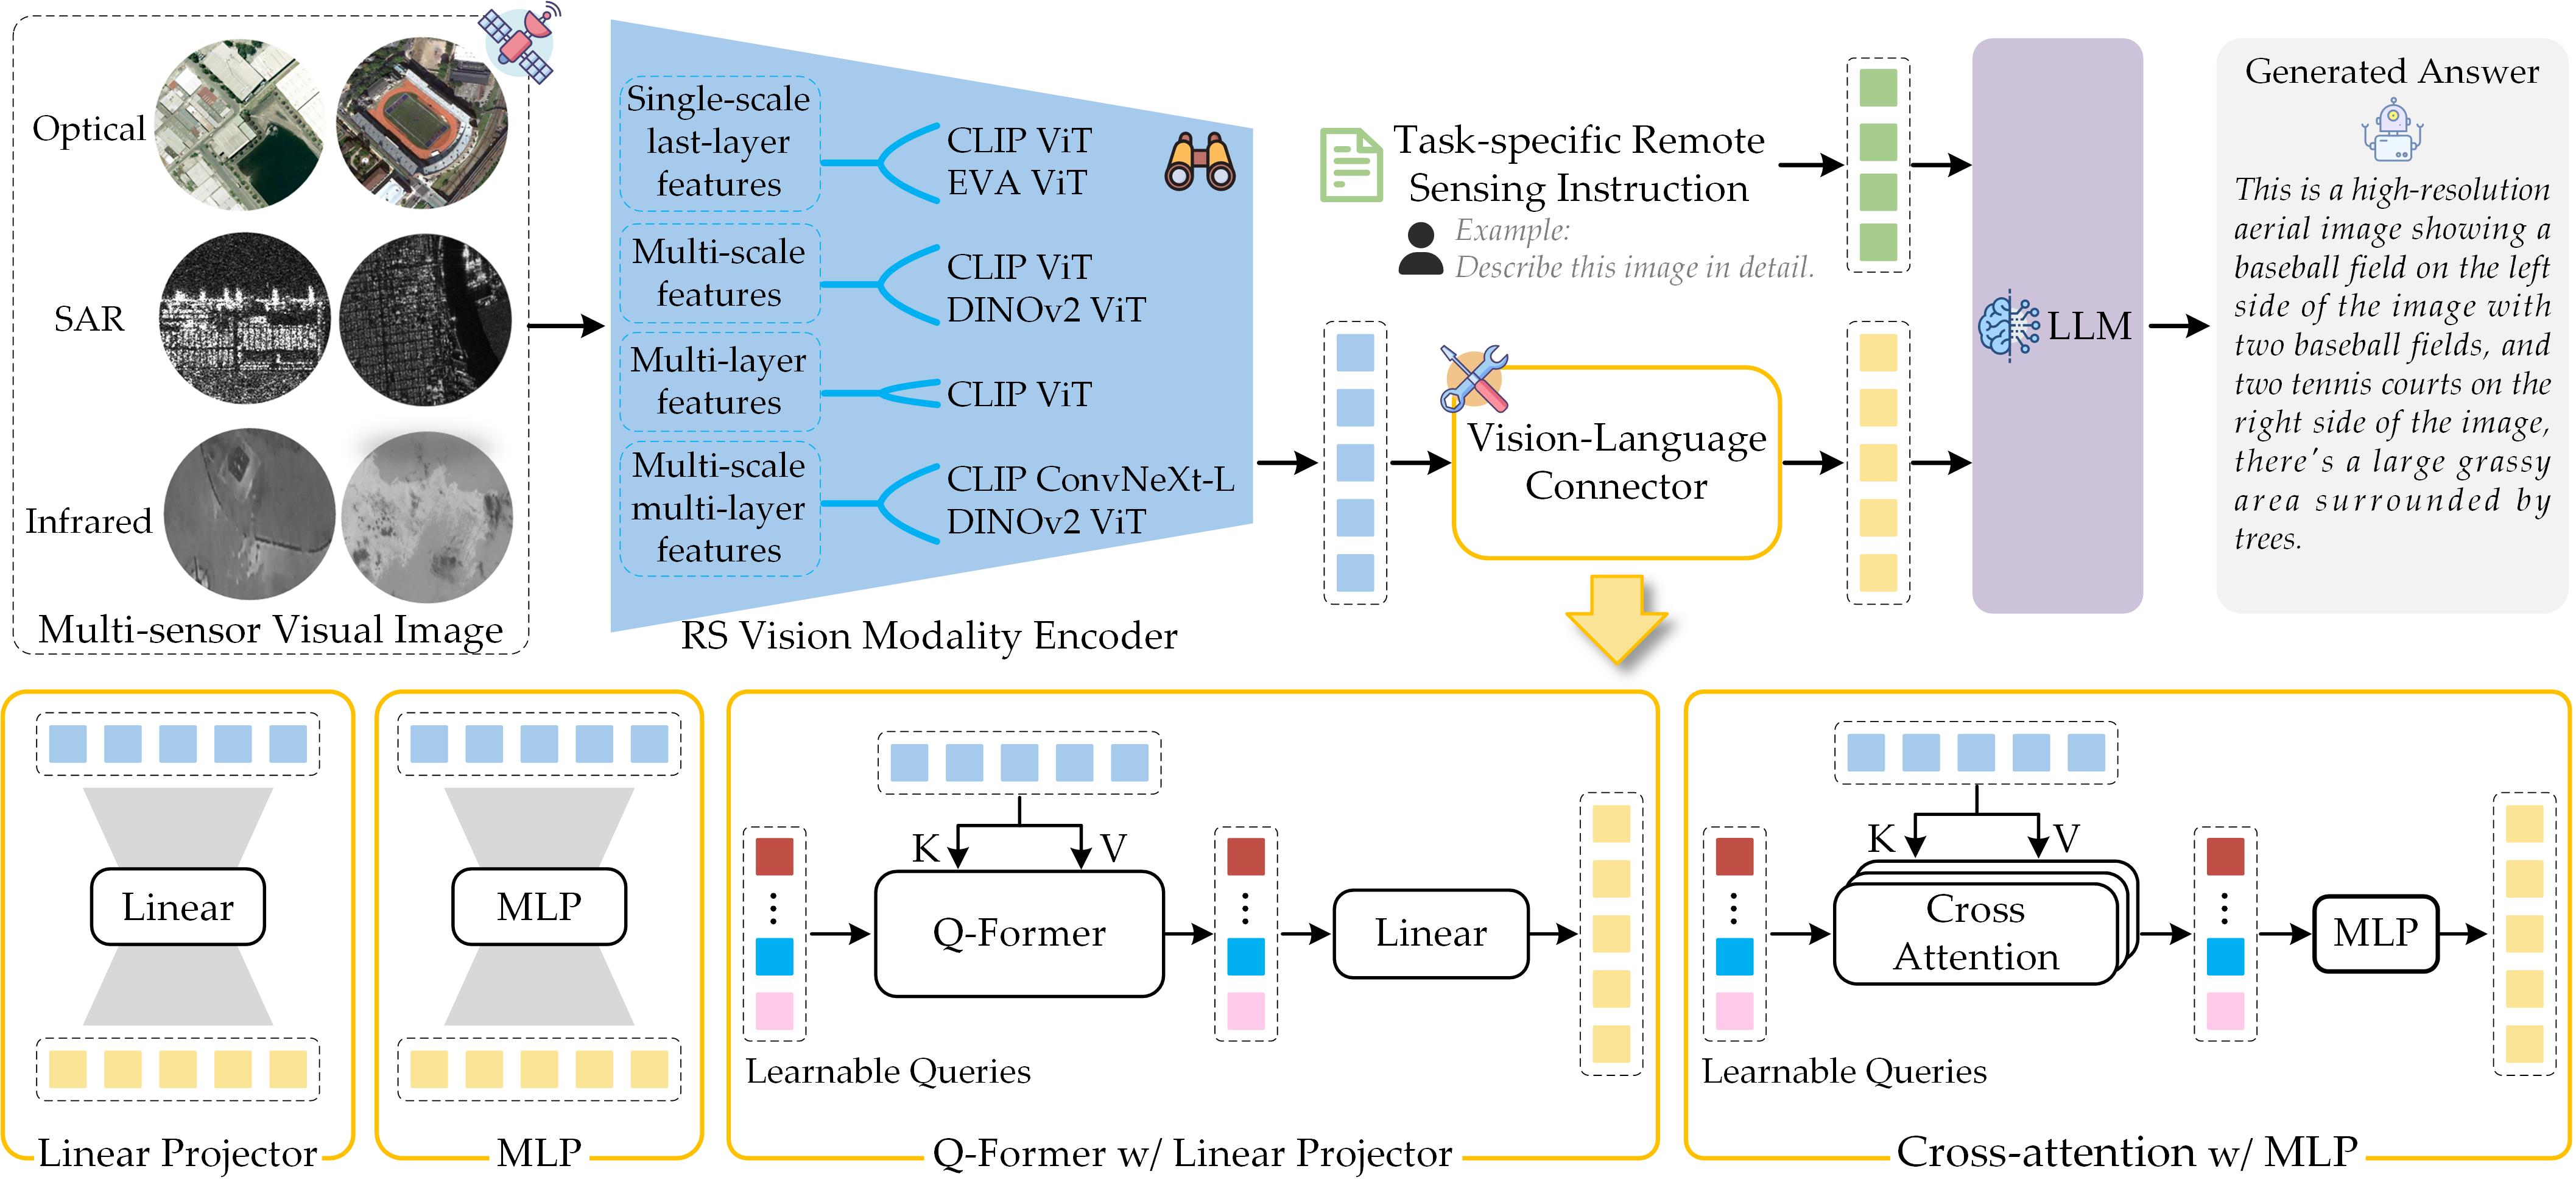 Optical
SAR
Infrared
Multi-sensor Visual Image
Single-scale
last-layer
features
CLIP ViT
EVA ViT
Multi-scale
features
CLIP ViT
DINOv2 ViT
Multi-layer
features
CLIP ViT
Multi-scale
multi-layer
features
CLIP ConvNeXt-L
DINOv2 ViT
RS Vision Modality Encoder
Task-specific Remote
Sensing Instruction
Example:
Describe this image in detail.
Vision-Language
Connector
LLM
Generated Answer
This is a high-resolution
aerial image showing a
baseball field on the left
side of the image with
two baseball fields, and
two tennis courts on the
right side of the image,
there's a large grassy
area surrounded by
trees.
Linear
Linear Projector
MLP
MLP
K
V
Q-Former
Linear
Learnable Queries
Q-Former w/ Linear Projector
K
V
Cross
Attention
MLP
Learnable Queries
Cross-attention w/ MLP